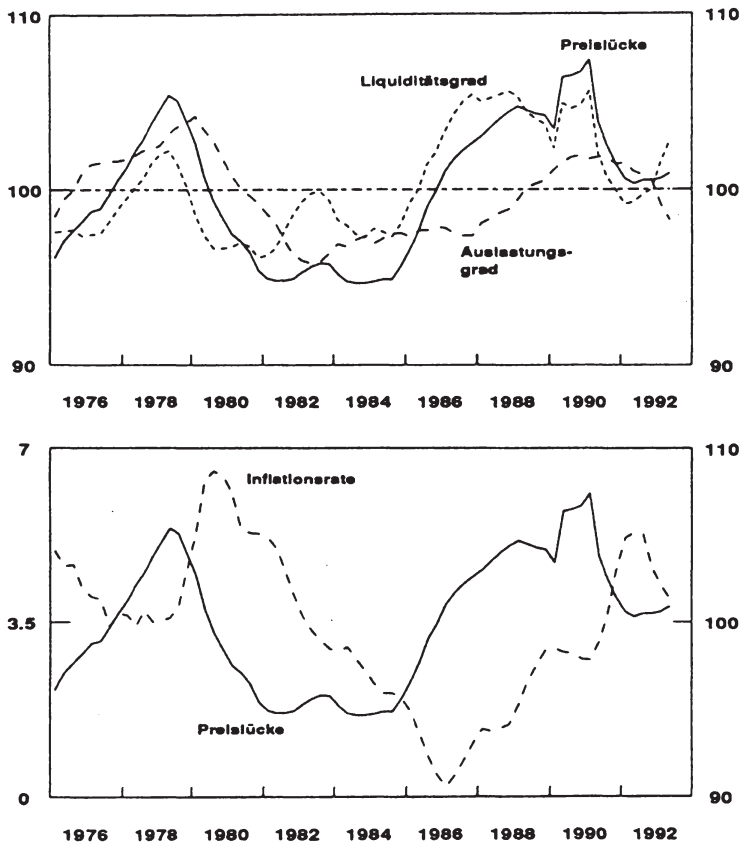 110 110
Preislücke
Liquiditätsgrad
100 100
Auslastungs-
grad
90 90
1976 1978 1980 1982 1984 1986 1988 1990 1992
7 110
Inflationsrate
3.5 100
Preislücke
0 90
1976 1978 1980 1982 1984 1986 1988 1990 1992